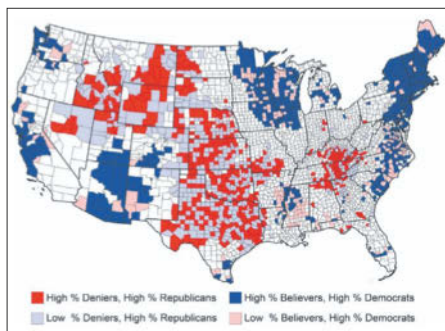 High % Deniers, High % Republicans
High % Believers, High % Democrats
Low % Deniers, High % Republicans
Low % Believers, High % Democrats